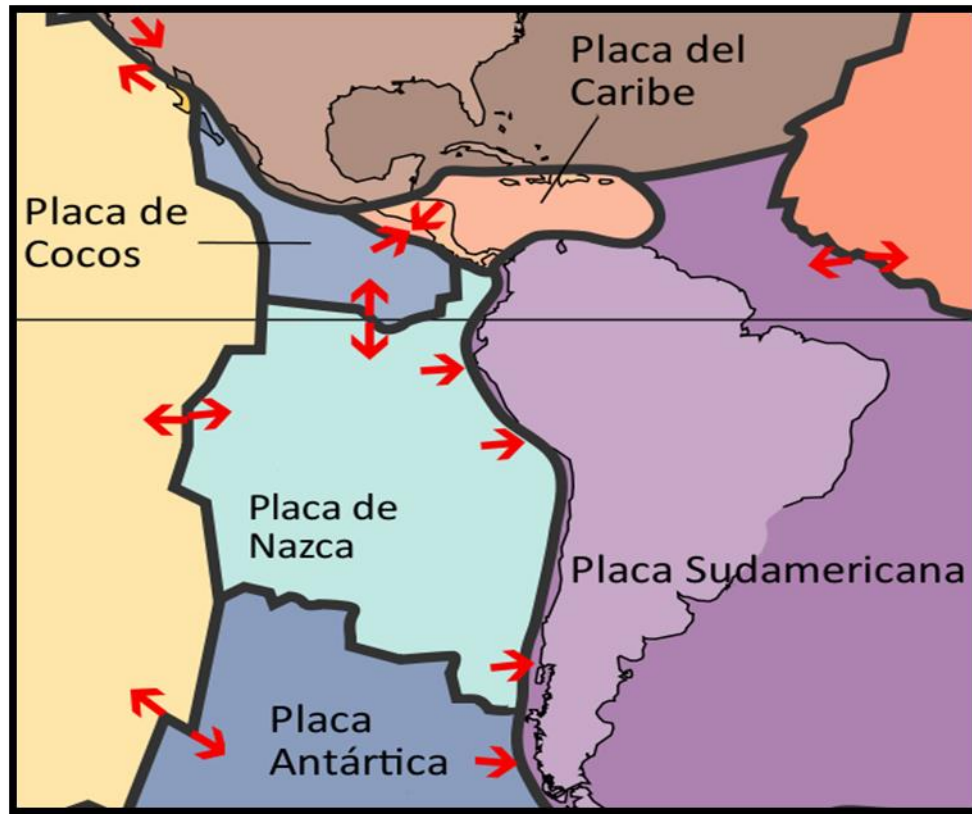 Placa del
Caribe
Placa de
Cocos
Placa de
Nazca
Placa Sudamericana
Placa
Antártica